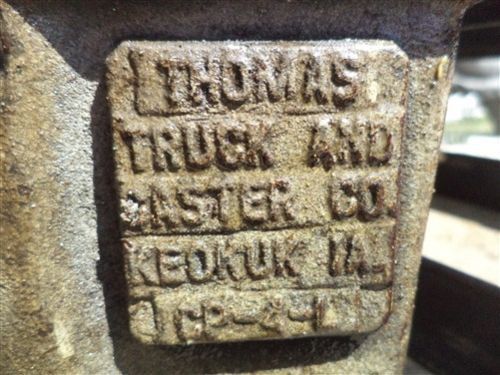 THOMAS
TRUCK AND
CASTER CO.
KEOKUK IA.